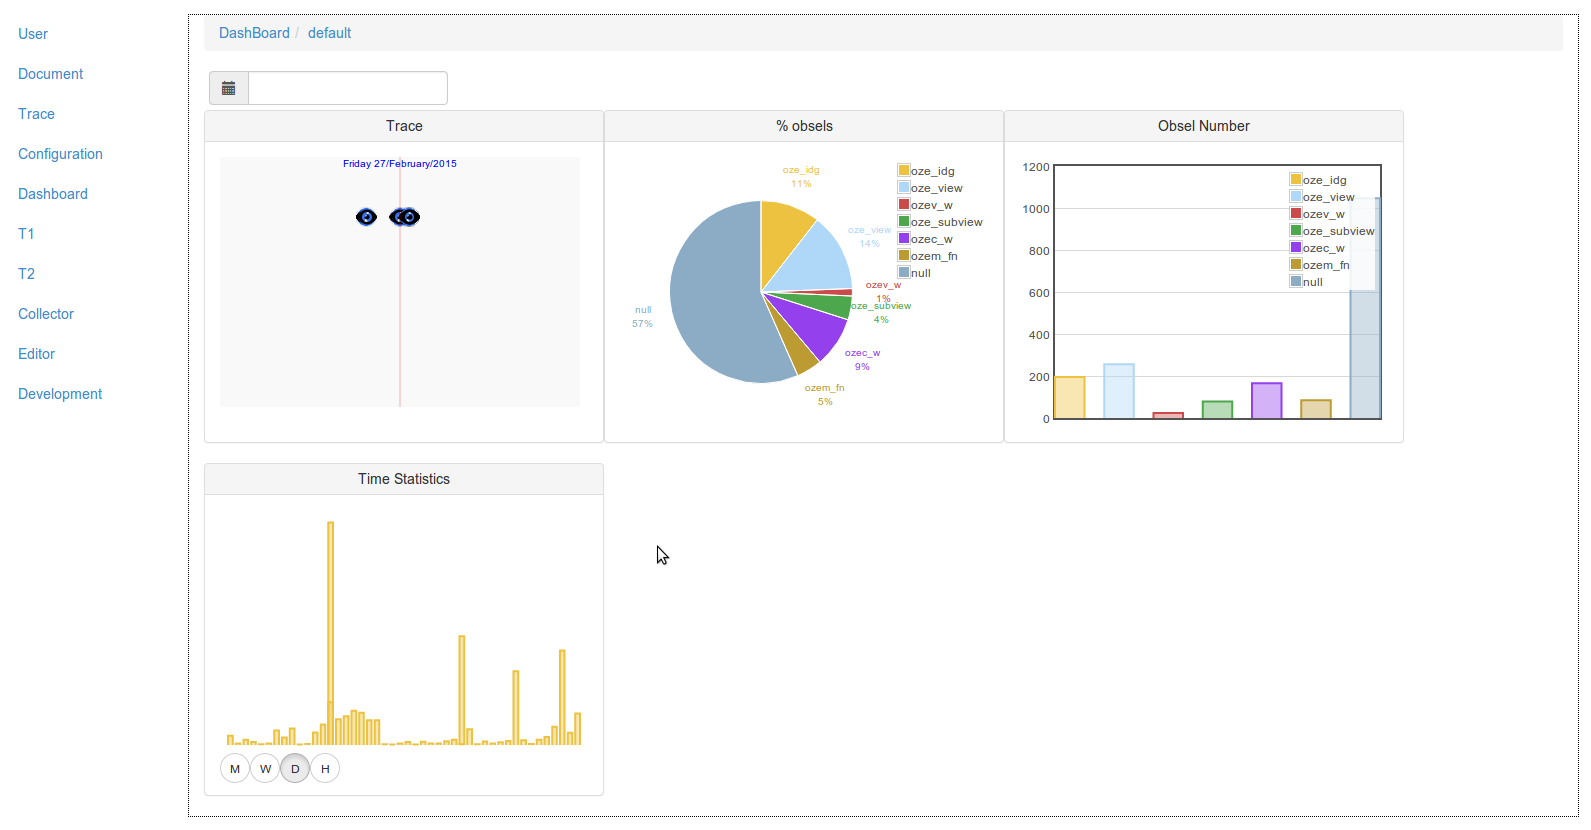 User
Document
Trace
Configuration
Dashboard
T1
T2
Collector
Editor
Development
DashBoard / default
Trace
Friday 27/February/2015
% obsels
oze_idg
11%
oze_view
14%
ozev_w
1%
oze_subview
4%
ozec_w
9%
ozem_fn
5%
null
57%
oze_idg
oze_view
ozev_w
oze_subview
ozec_w
ozem_fn
null
Obsel Number
1200
1000
800
600
400
200
0
oze_idg
oze_view
ozev_w
oze_subview
ozec_w
ozem_fn
null
Time Statistics
M W D H